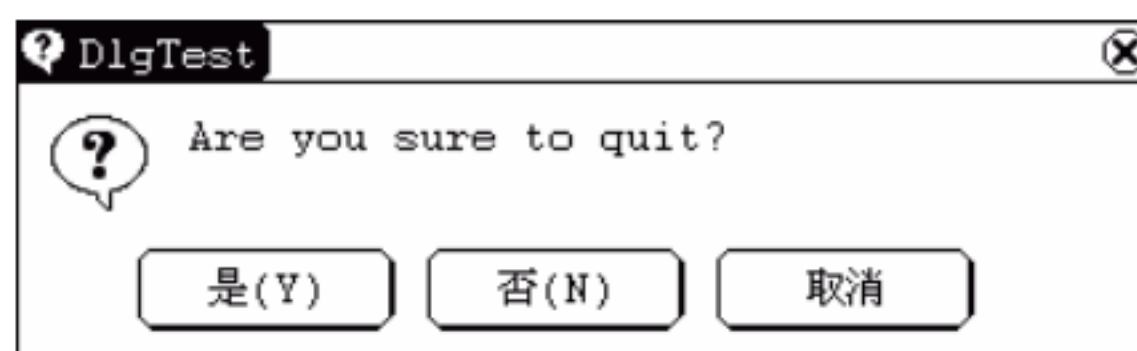 DlgTest
Are you sure to quit?
是(Y) 否(N) 取消